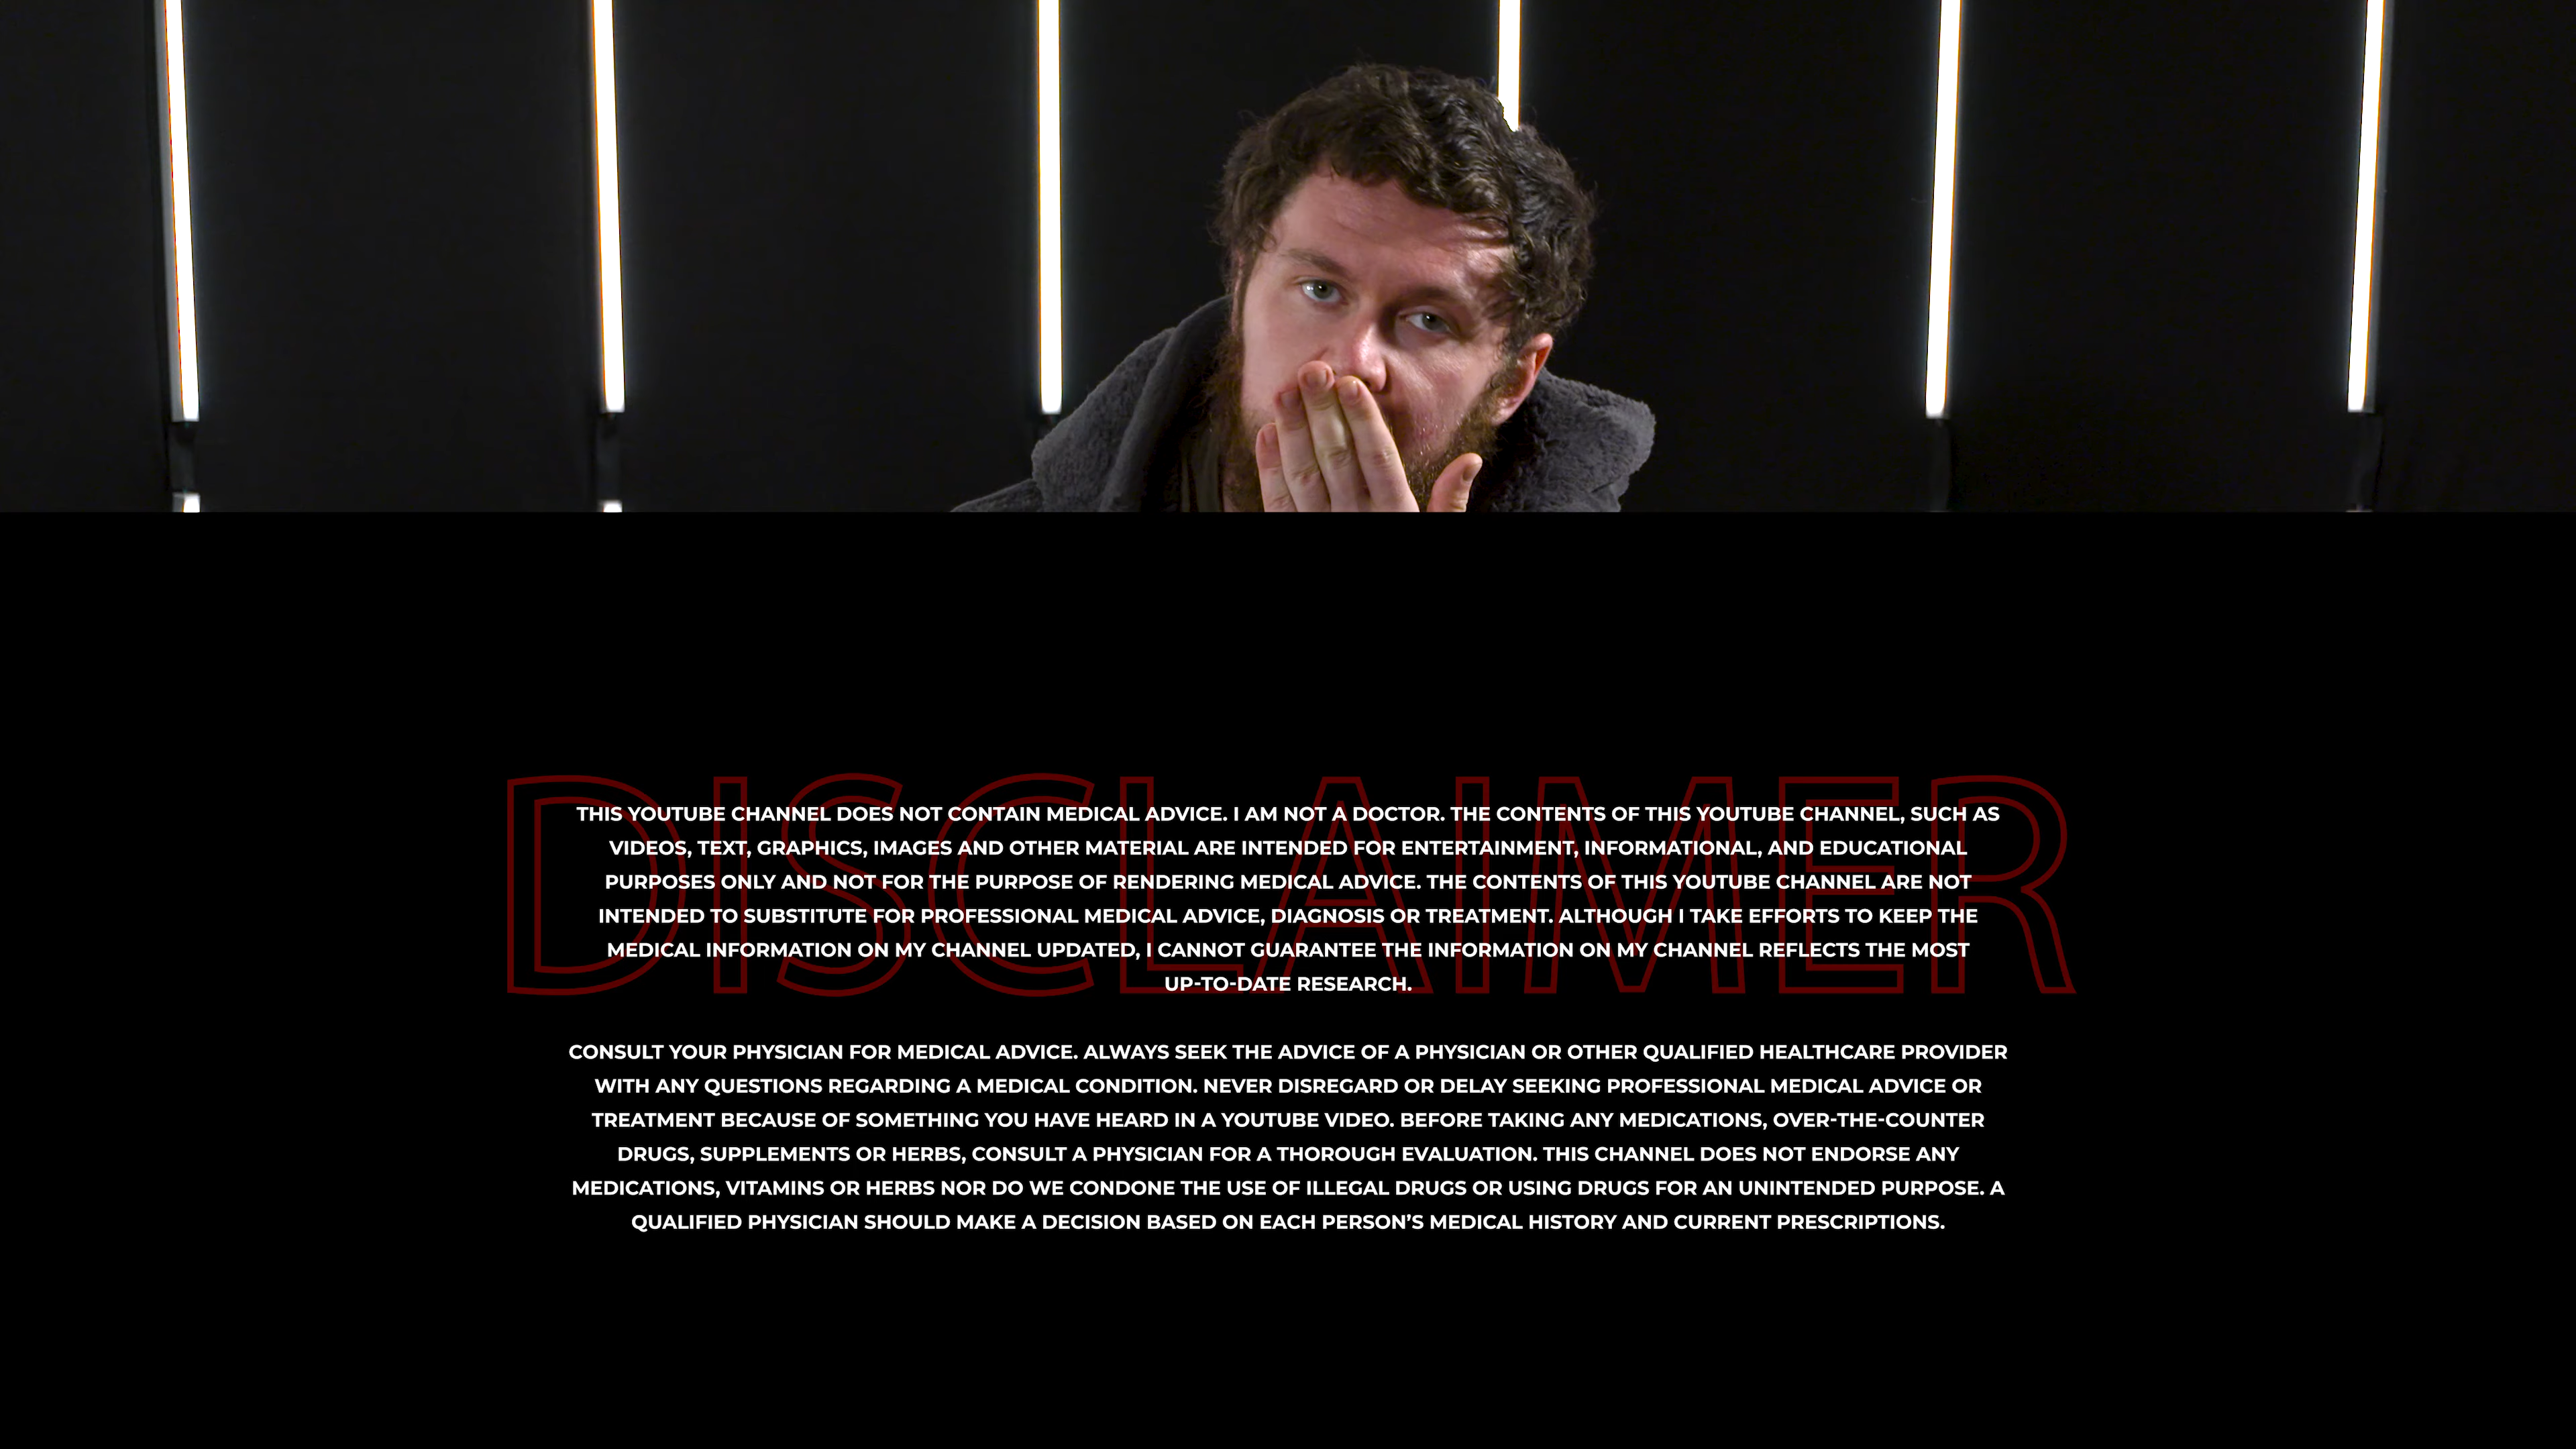 DISCLAIMER
THIS YOUTUBE CHANNEL DOES NOT CONTAIN MEDICAL ADVICE. I AM NOT A DOCTOR. THE CONTENTS OF THIS YOUTUBE CHANNEL, SUCH AS
VIDEOS, TEXT, GRAPHICS, IMAGES AND OTHER MATERIAL ARE INTENDED FOR ENTERTAINMENT, INFORMATIONAL, AND EDUCATIONAL
PURPOSES ONLY AND NOT FOR THE PURPOSE OF RENDERING MEDICAL ADVICE. THE CONTENTS OF THIS YOUTUBE CHANNEL ARE NOT
INTENDED TO SUBSTITUTE FOR PROFESSIONAL MEDICAL ADVICE, DIAGNOSIS OR TREATMENT. ALTHOUGH I TAKE EFFORTS TO KEEP THE
MEDICAL INFORMATION ON MY CHANNEL UPDATED, I CANNOT GUARANTEE THE INFORMATION ON MY CHANNEL REFLECTS THE MOST
UP-TO-DATE RESEARCH.
CONSULT YOUR PHYSICIAN FOR MEDICAL ADVICE. ALWAYS SEEK THE ADVICE OF A PHYSICIAN OR OTHER QUALIFIED HEALTHCARE PROVIDER
WITH ANY QUESTIONS REGARDING A MEDICAL CONDITION. NEVER DISREGARD OR DELAY SEEKING PROFESSIONAL MEDICAL ADVICE OR
TREATMENT BECAUSE OF SOMETHING YOU HAVE HEARD IN A YOUTUBE VIDEO. BEFORE TAKING ANY MEDICATIONS, OVER-THE-COUNTER
DRUGS, SUPPLEMENTS OR HERBS, CONSULT A PHYSICIAN FOR A THOROUGH EVALUATION. THIS CHANNEL DOES NOT ENDORSE ANY
MEDICATIONS, VITAMINS OR HERBS NOR DO WE CONDONE THE USE OF ILLEGAL DRUGS OR USING DRUGS FOR AN UNINTENDED PURPOSE. A
QUALIFIED PHYSICIAN SHOULD MAKE A DECISION BASED ON EACH PERSON’S MEDICAL HISTORY AND CURRENT PRESCRIPTIONS.